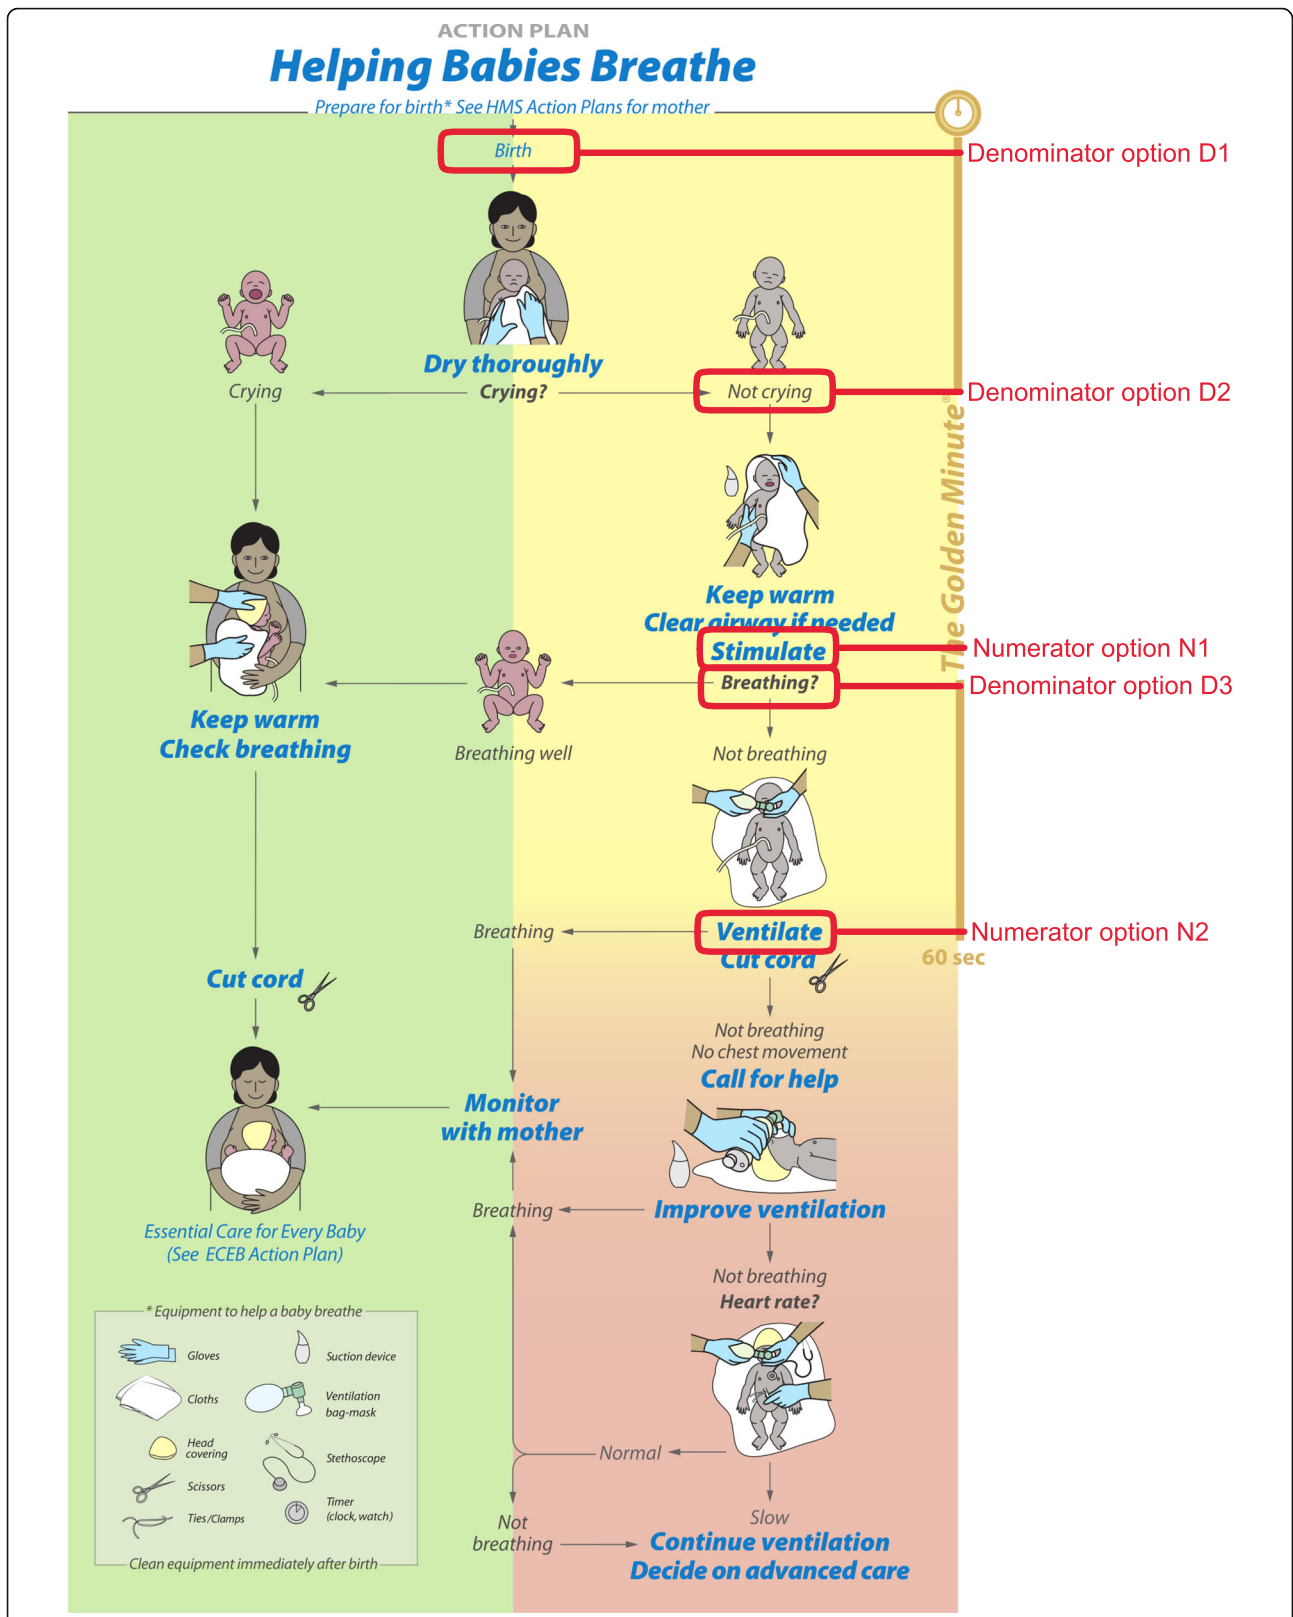 ACTION PLAN
Helping Babies Breathe
Prepare for birth* See HMS Action Plans for mother
Birth
Denominator option D1
Dry thoroughly
Crying
Crying?
Not crying
Denominator option D2
The Golden Minute®
Keep warm
Clear airway if needed
Stimulate
Numerator option N1
Breathing?
Denominator option D3
Keep warm
Check breathing
Breathing well
Not breathing
Breathing
Ventilate
Numerator option N2
Cut cord
60 sec
Cut cord
Not breathing
No chest movement
Call for help
Monitor
with mother
Breathing
Improve ventilation
Essential Care for Every Baby
(See ECEB Action Plan)
Not breathing
Heart rate?
* Equipment to help a baby breathe
Gloves
Suction device
Cloths
Ventilation
bag-mask
Head
covering
Stethoscope
Scissors
Timer
(clock, watch)
Ties/Clamps
Clean equipment immediately after birth
Normal
Slow
Not
breathing
Continue ventilation
Decide on advanced care